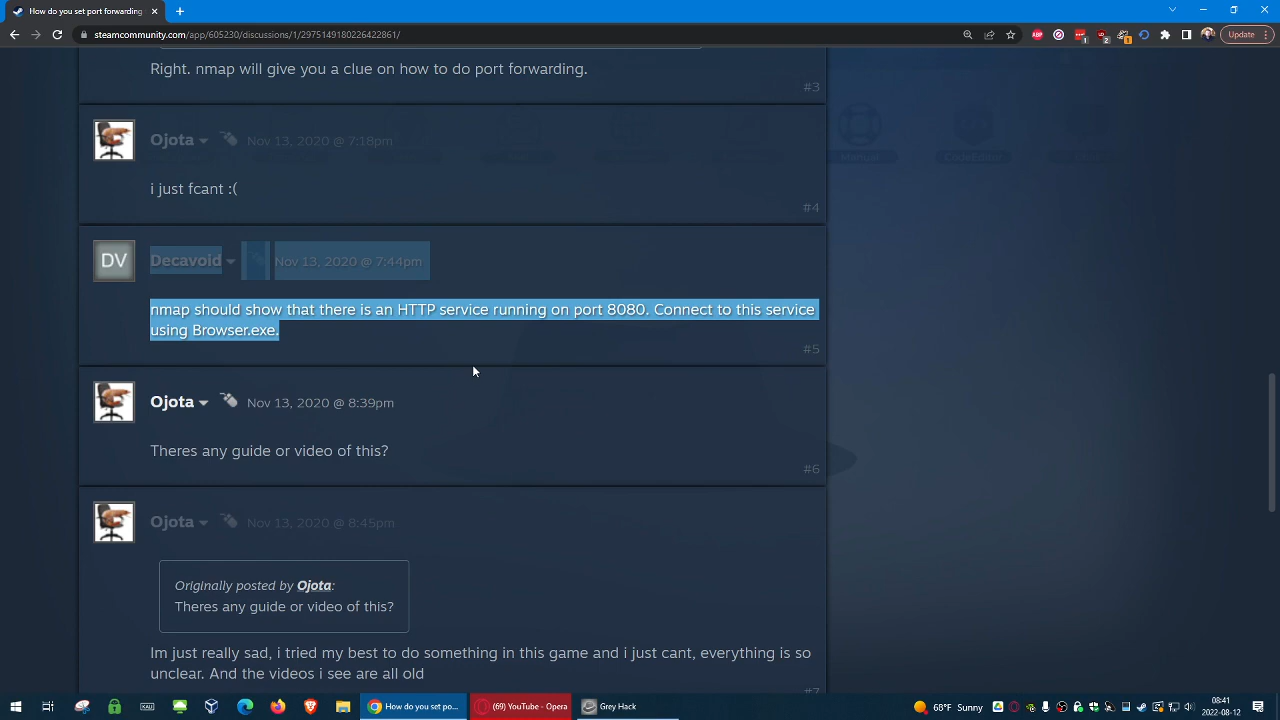 How do you set port forwarding
steamcommunity.com/app/605230/discussions/1/2975149180226422861/
Update
Right. nmap will give you a clue on how to do port forwarding.
#3
Manual
CodeEditor
Ojota
Nov 13, 2020 @ 7:18pm
i just fcant :(
#4
DV
Decavoid
Nov 13, 2020 @ 7:44pm
nmap should show that there is an HTTP service running on port 8080. Connect to this service
using Browser.exe.
#5
Ojota
Nov 13, 2020 @ 8:39pm
Theres any guide or video of this?
#6
Ojota
Nov 13, 2020 @ 8:45pm
Originally posted by Ojota:
Theres any guide or video of this?
Im just really sad, i tried my best to do something in this game and i just cant, everything is so
unclear. And the videos i see are all old
#7
How do you set po...
(69) YouTube - Opera
Grey Hack
68°F Sunny
08:41
2022-08-12